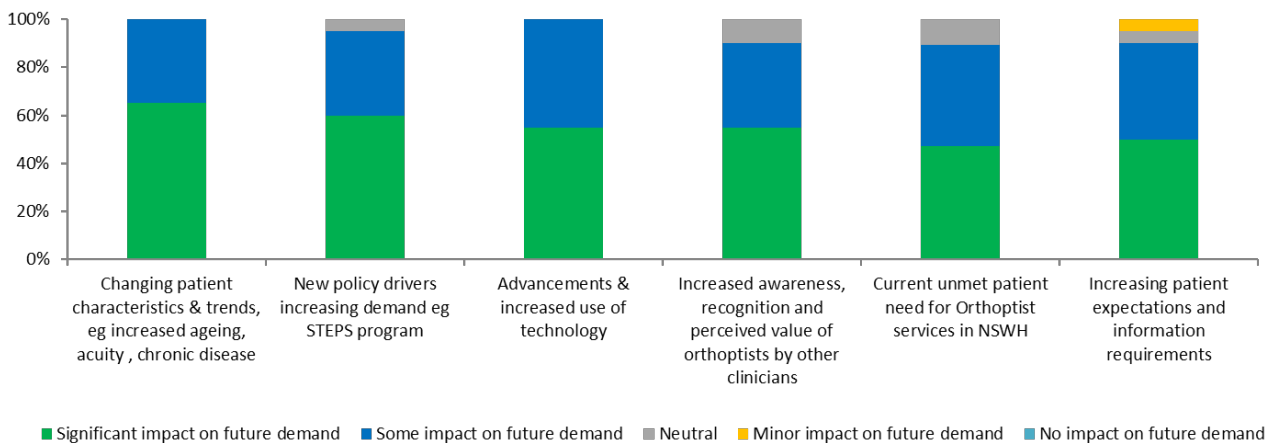 100%
80%
60%
40%
20%
0%
Changing patient
characteristics & trends,
eg increased ageing,
acuity , chronic disease
New policy drivers
increasing demand eg
STEPS program
Advancements &
increased use of
technology
Increased awareness,
recognition and
perceived value of
orthoptists by other
clinicians
Current unmet patient
need for Orthoptist
services in NSWH
Increasing patient
expectations and
information
requirements
Significant impact on future demand
Some impact on future demand
Neutral
Minor impact on future demand
No impact on future demand